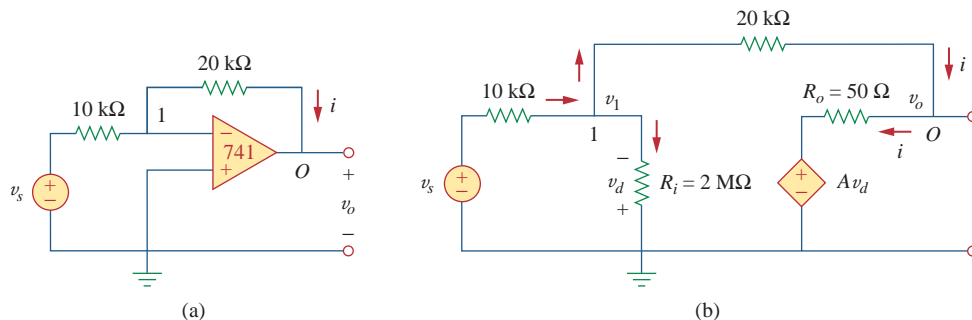 20 kΩ
i
10 kΩ
1
−
741
+
O
+
−
v_s
+
v_o
−
(a)
20 kΩ
i
10 kΩ
v_1
R_o = 50 Ω
v_o
1
i
O
+
−
v_s
−
v_d
+
R_i = 2 MΩ
+
−
Av_d
(b)